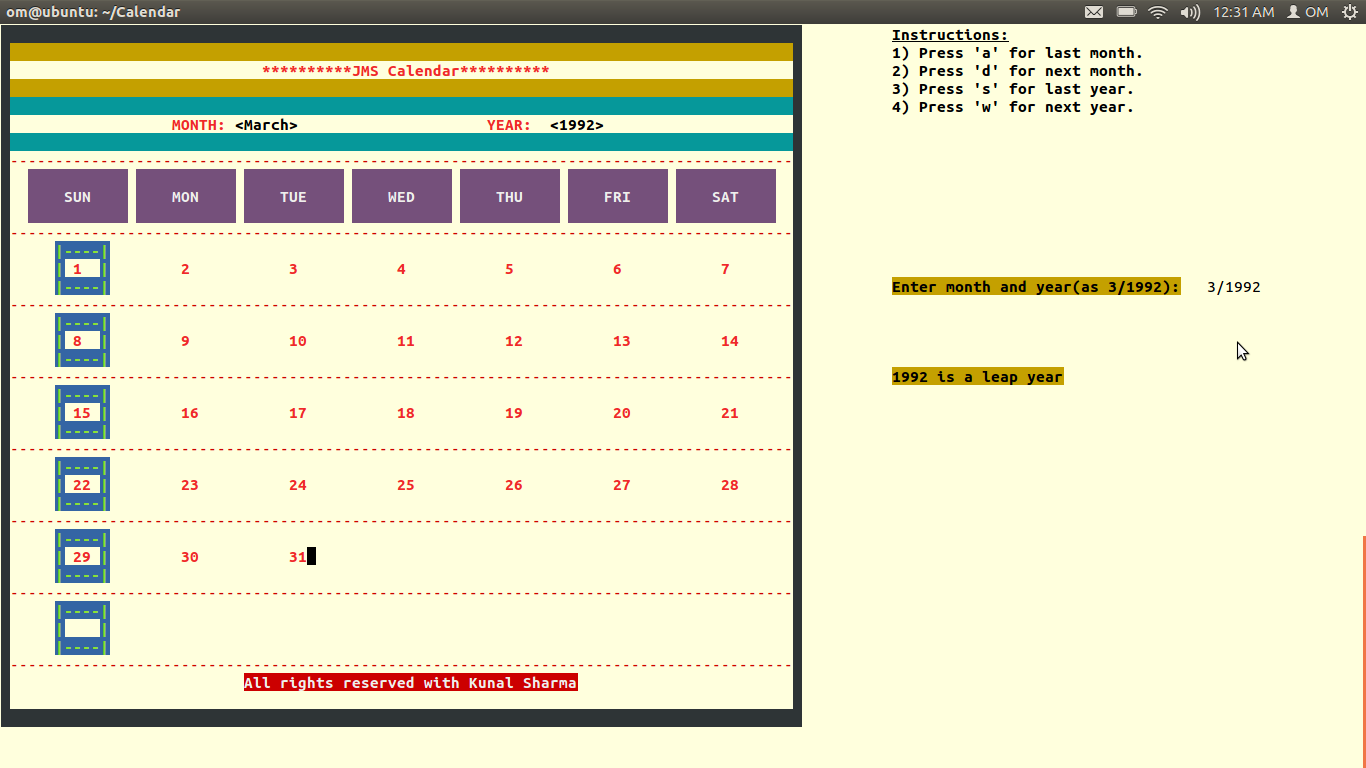 om@ubuntu: ~/Calendar 12:31 AM OM
**********JMS Calendar**********
MONTH: <March> YEAR: <1992>
SUN MON TUE WED THU FRI SAT
1 2 3 4 5 6 7
8 9 10 11 12 13 14
15 16 17 18 19 20 21
22 23 24 25 26 27 28
29 30 31
All rights reserved with Kunal Sharma
Instructions:
1) Press 'a' for last month.
2) Press 'd' for next month.
3) Press 's' for last year.
4) Press 'w' for next year.
Enter month and year(as 3/1992): 3/1992
1992 is a leap year